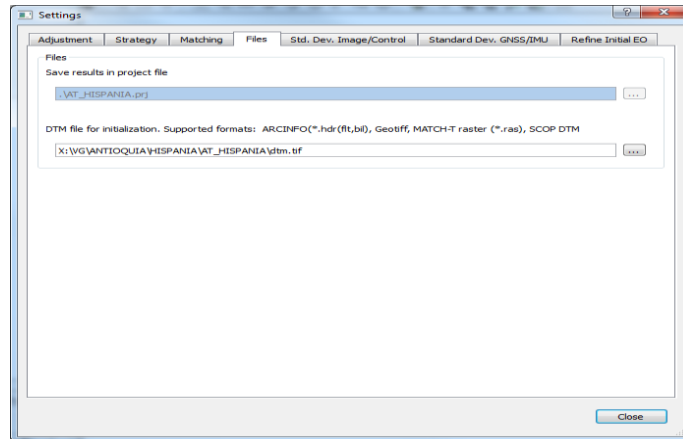 Settings
Adjustment Strategy Matching Files Std. Dev. Image/Control Standard Dev. GNSS/IMU Refine Initial EO
Files
Save results in project file
.\AT_HISPANIA.prj ...
DTM file for initialization. Supported formats: ARCINFO(*.hdr(flt,bil), Geotiff, MATCH-T raster (*.ras), SCOP DTM
X:\VG\ANTIOQUIA\HISPANIA\AT_HISPANIA\dtm.tif ...
Close